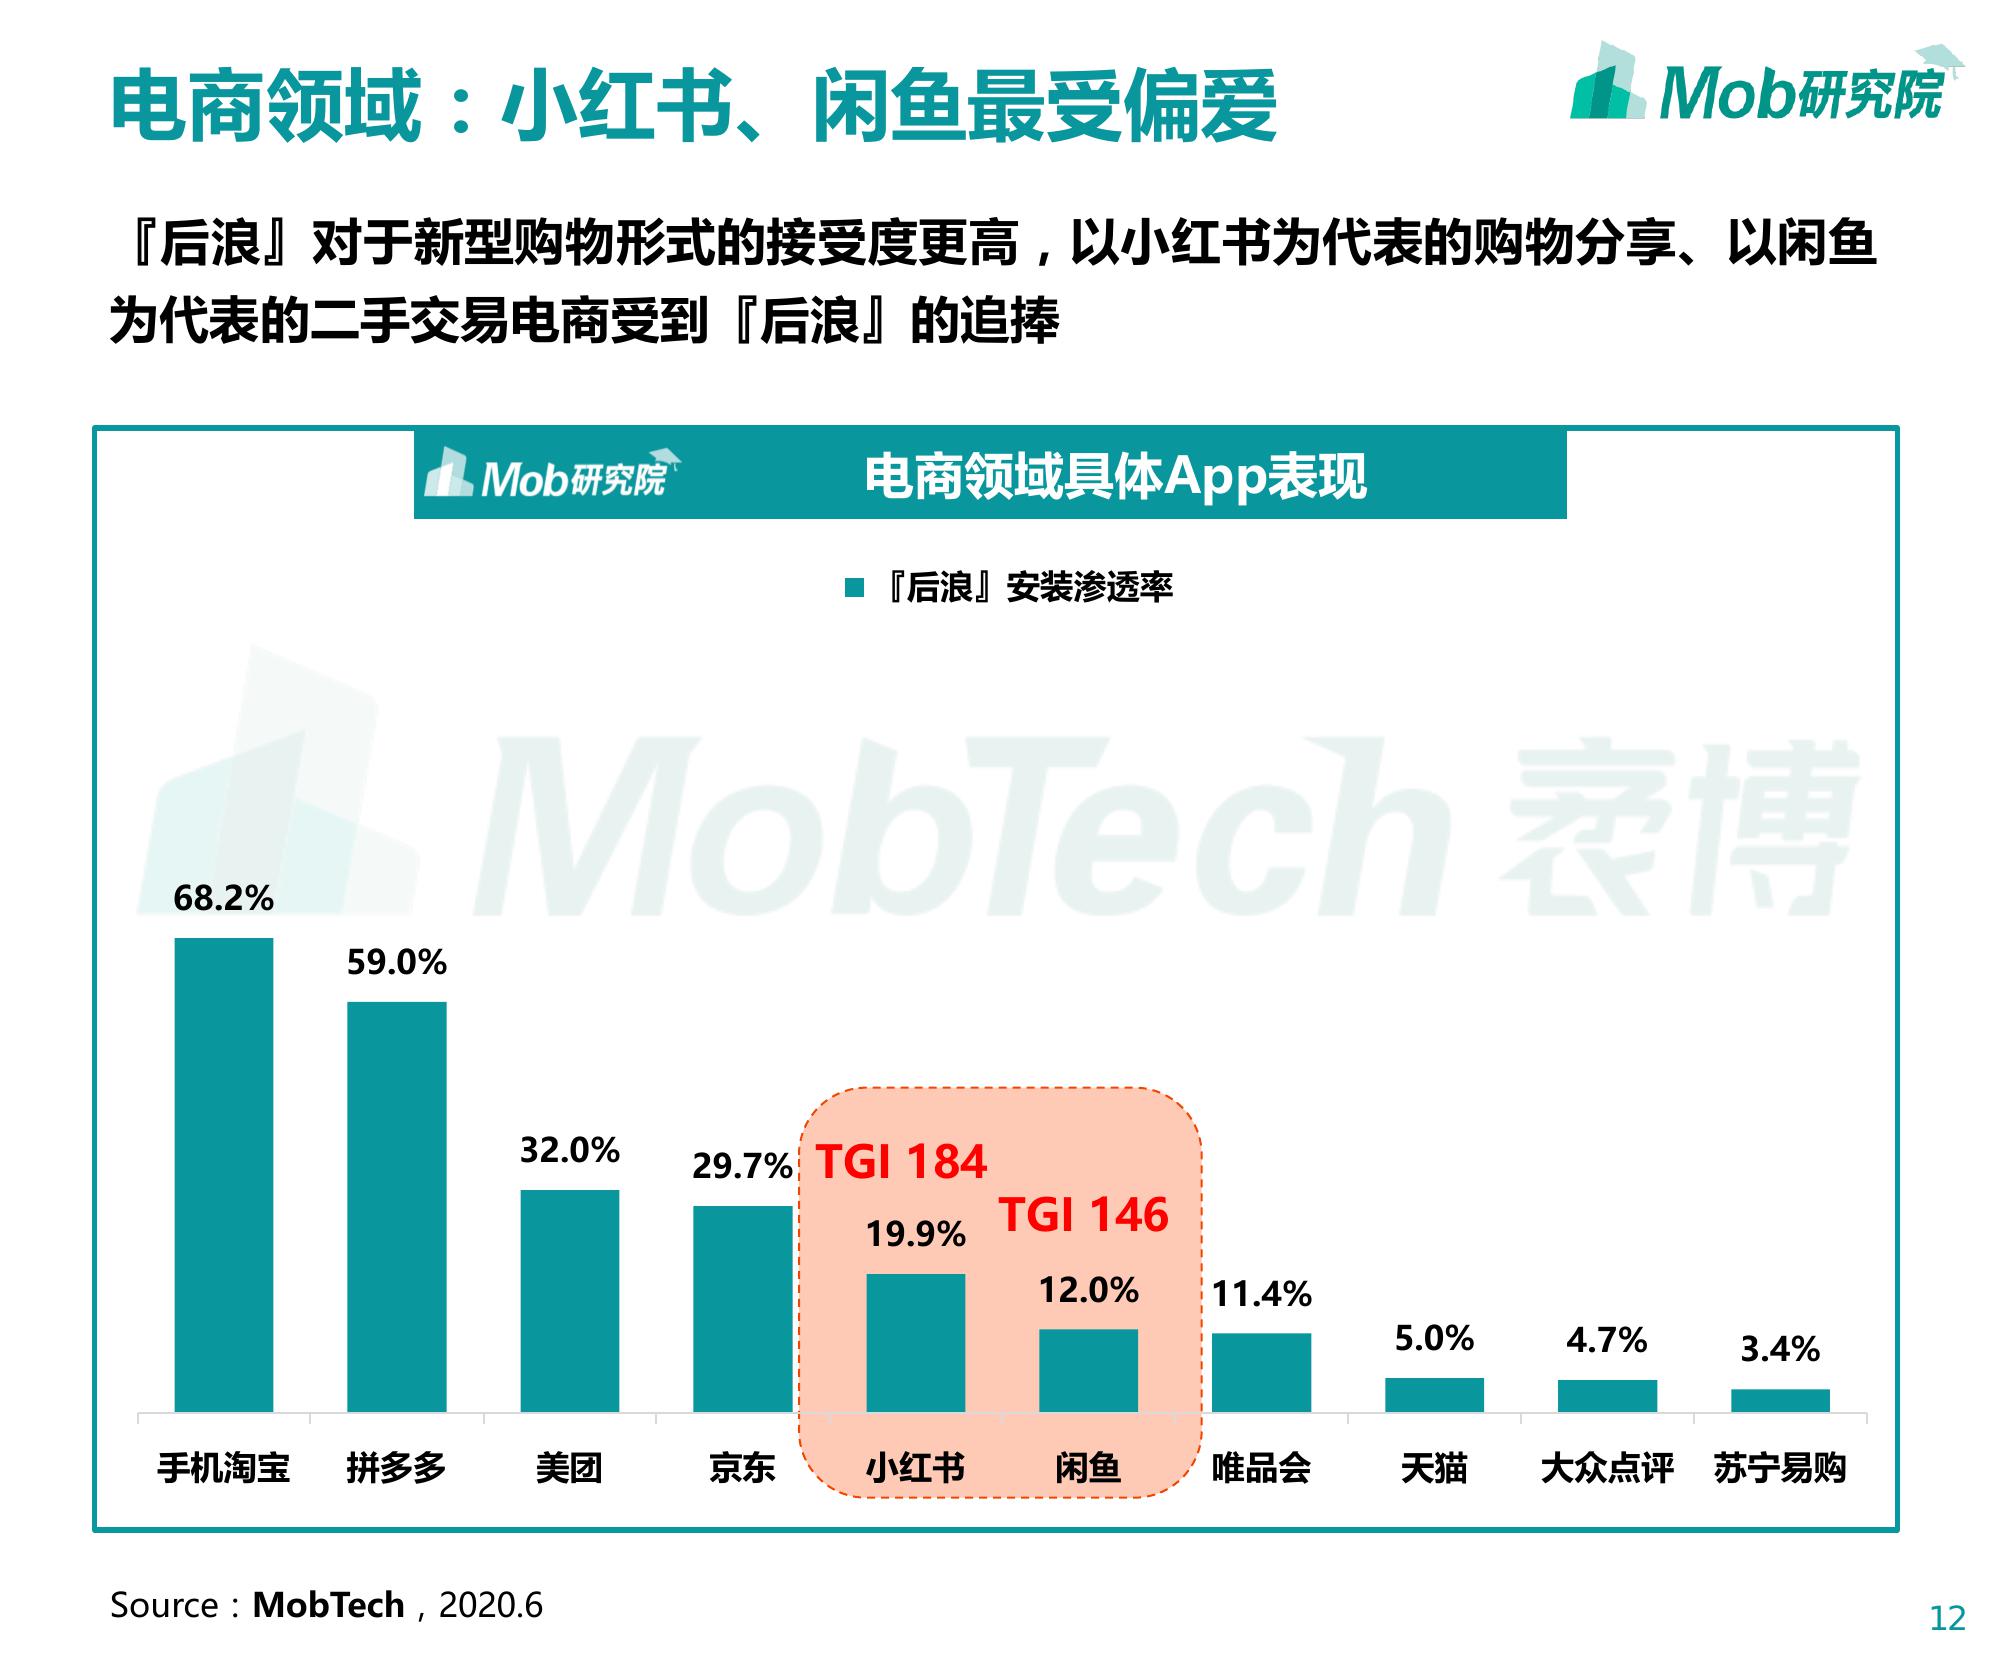 电商领域：小红书、闲鱼最受偏爱
Mob研究院
『后浪』对于新型购物形式的接受度更高，以小红书为代表的购物分享、以闲鱼
为代表的二手交易电商受到『后浪』的追捧
Mob研究院
电商领域具体App表现
『后浪』安装渗透率
MobTech 袤博
68.2%
59.0%
32.0%
29.7%
TGI 184
TGI 146
19.9%
12.0%
11.4%
5.0%
4.7%
3.4%
手机淘宝
拼多多
美团
京东
小红书
闲鱼
唯品会
天猫
大众点评
苏宁易购
Source：MobTech，2020.6
12